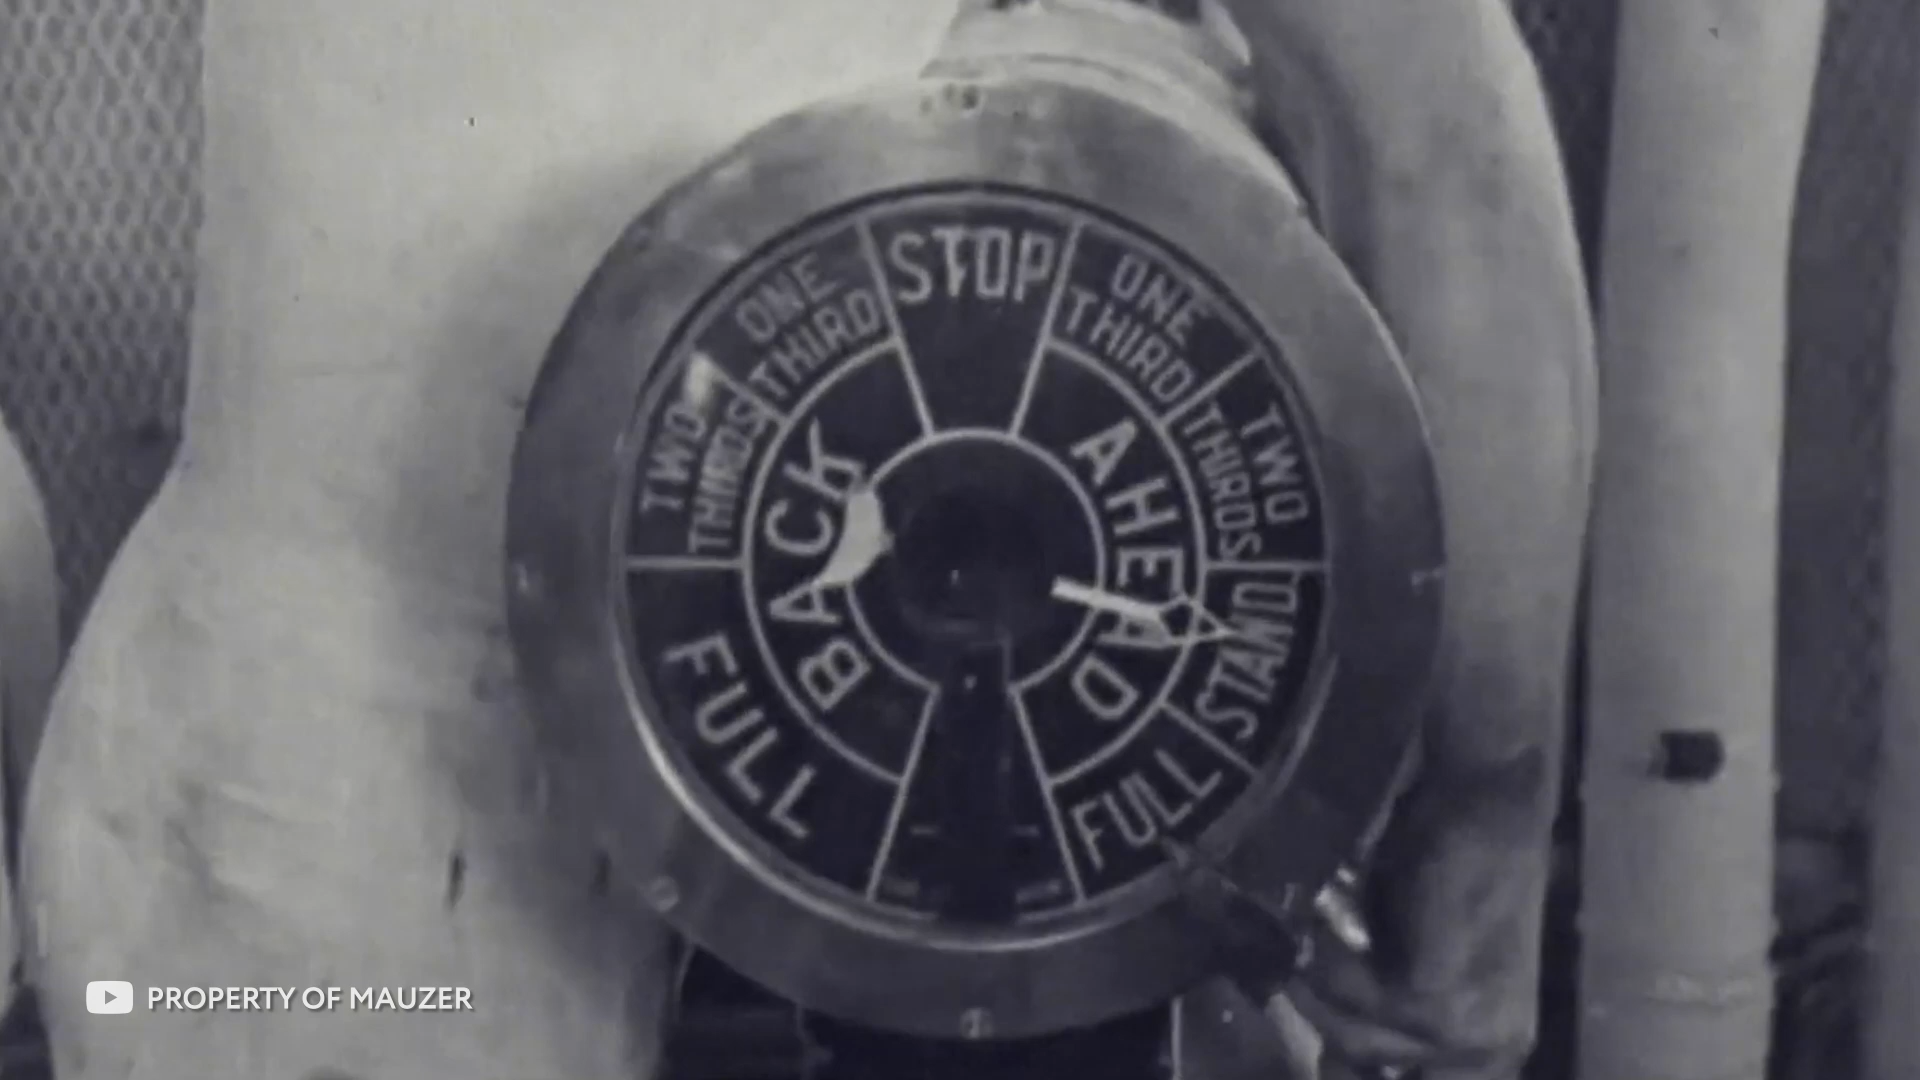 STOP
ONE
THIRD
ONE
THIRD
TWO
THIRDS
TWO
THIRDS
BACK
AHEAD
STAND
FULL
FULL
PROPERTY OF MAUZER